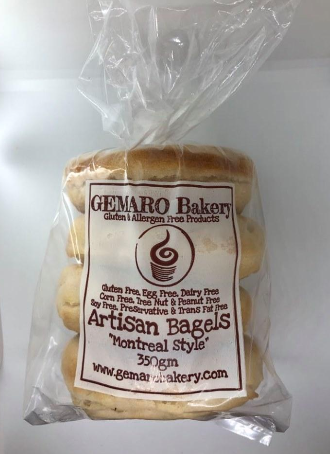 GEMARO Bakery
Gluten & Allergen Free Products
Gluten Free, Egg Free, Dairy Free
Corn Free, Tree Nut & Peanut Free
Soy Free, Preservative & Trans Fat Free
Artisan Bagels
"Montreal Style"
350gm
www.gemarobakery.com